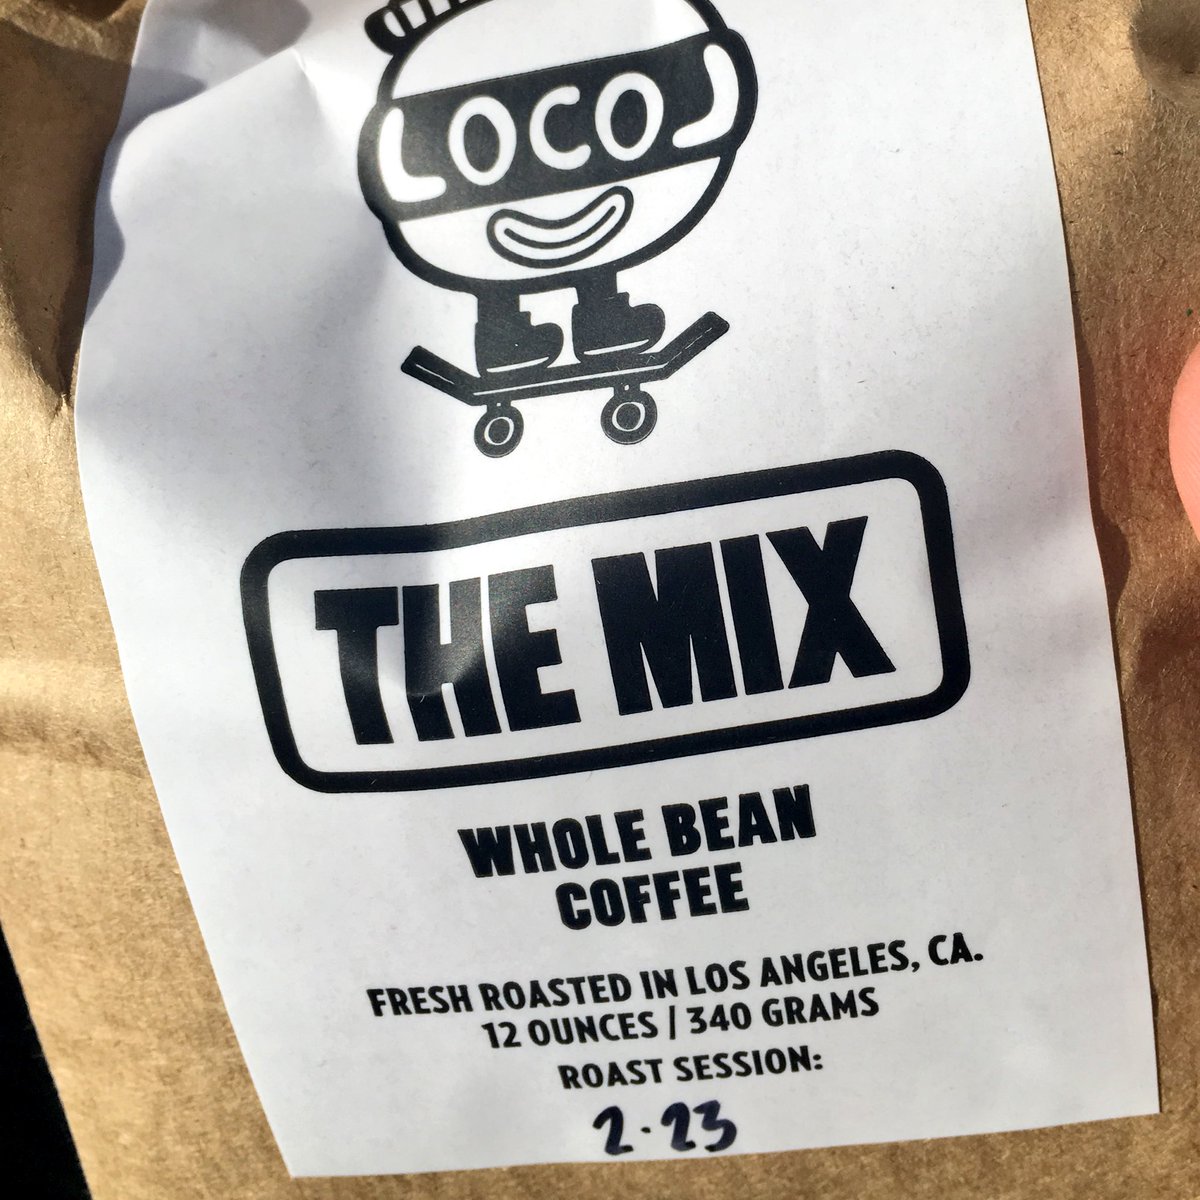 LOCOL
THE MIX
WHOLE BEAN
COFFEE
FRESH ROASTED IN LOS ANGELES, CA.
12 OUNCES / 340 GRAMS
ROAST SESSION:
2.23